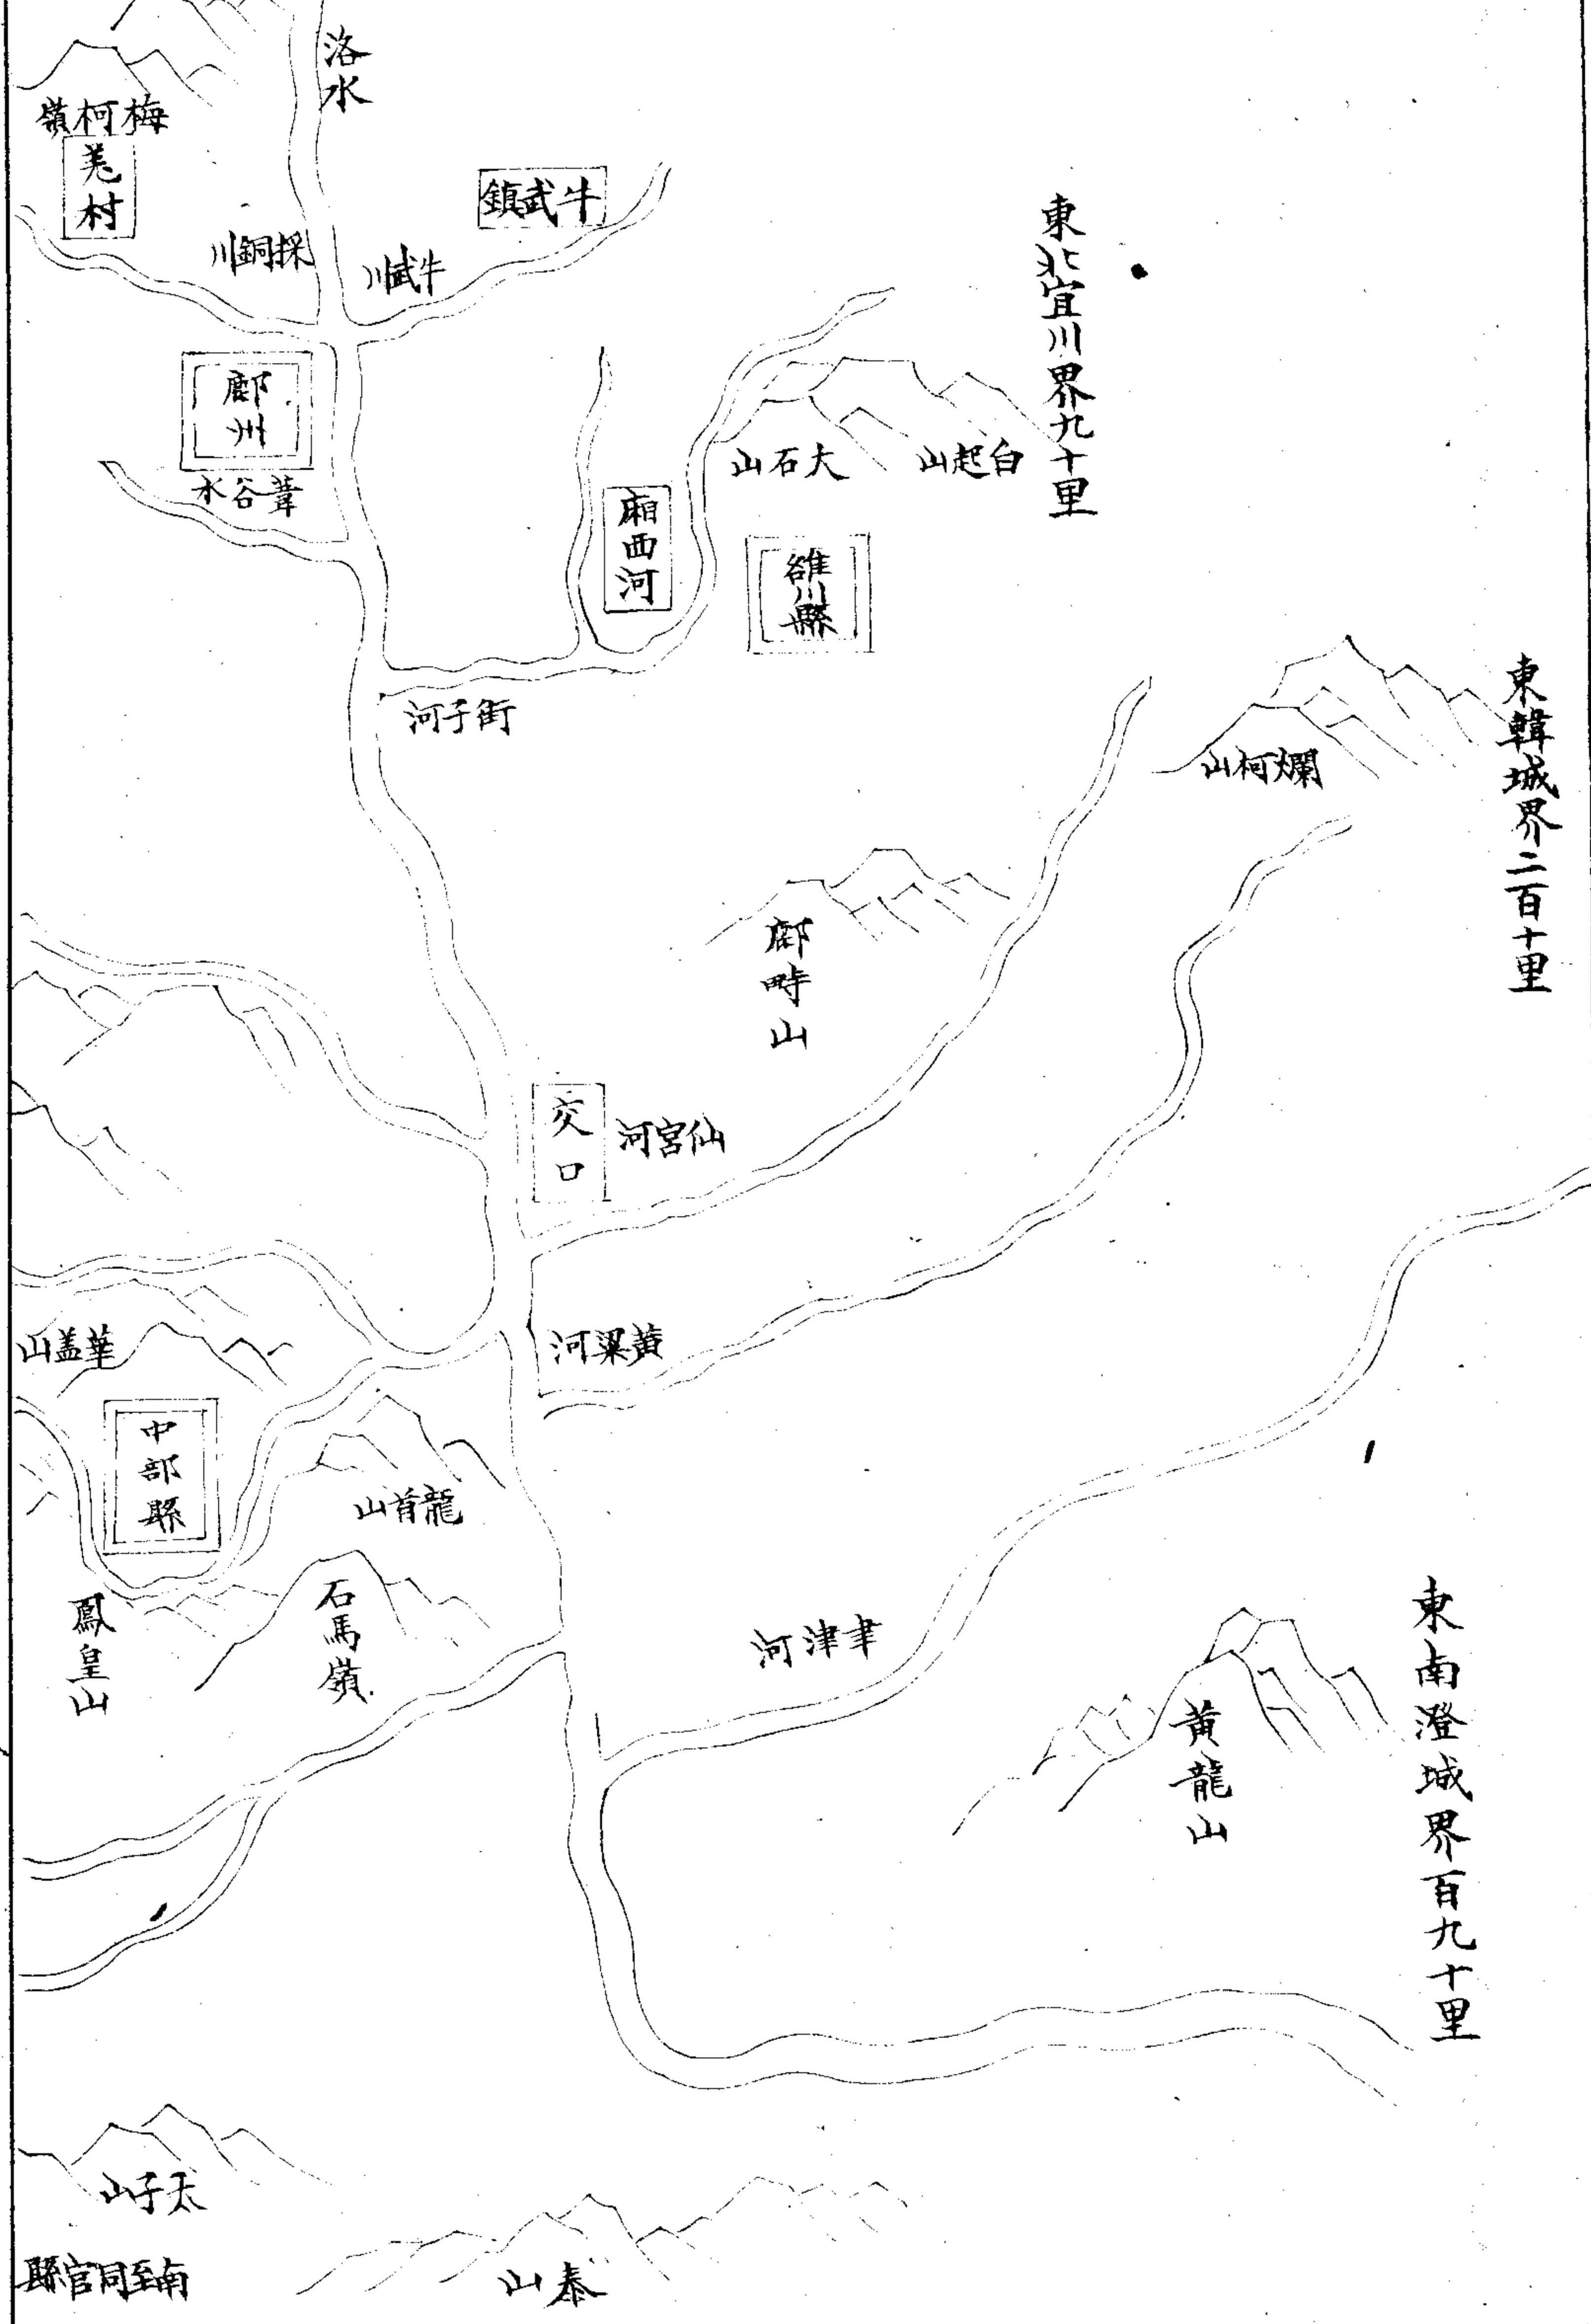 洛水
梅柯嶺
羌村
牛武鎮
採銅川
牛武川
東北宜川界九十里
鄜州
葦谷水
大石山
白起山
廂西河
雒川縣
街子河
爛柯山
東韓城界二百十里
鄜畤山
交口
仙宮河
華蓋山
黄梁河
中部縣
龍首山
石馬嶺
鳳皇山
聿津河
黄龍山
東南澄城界百九十里
太子山
泰山
南至同官縣